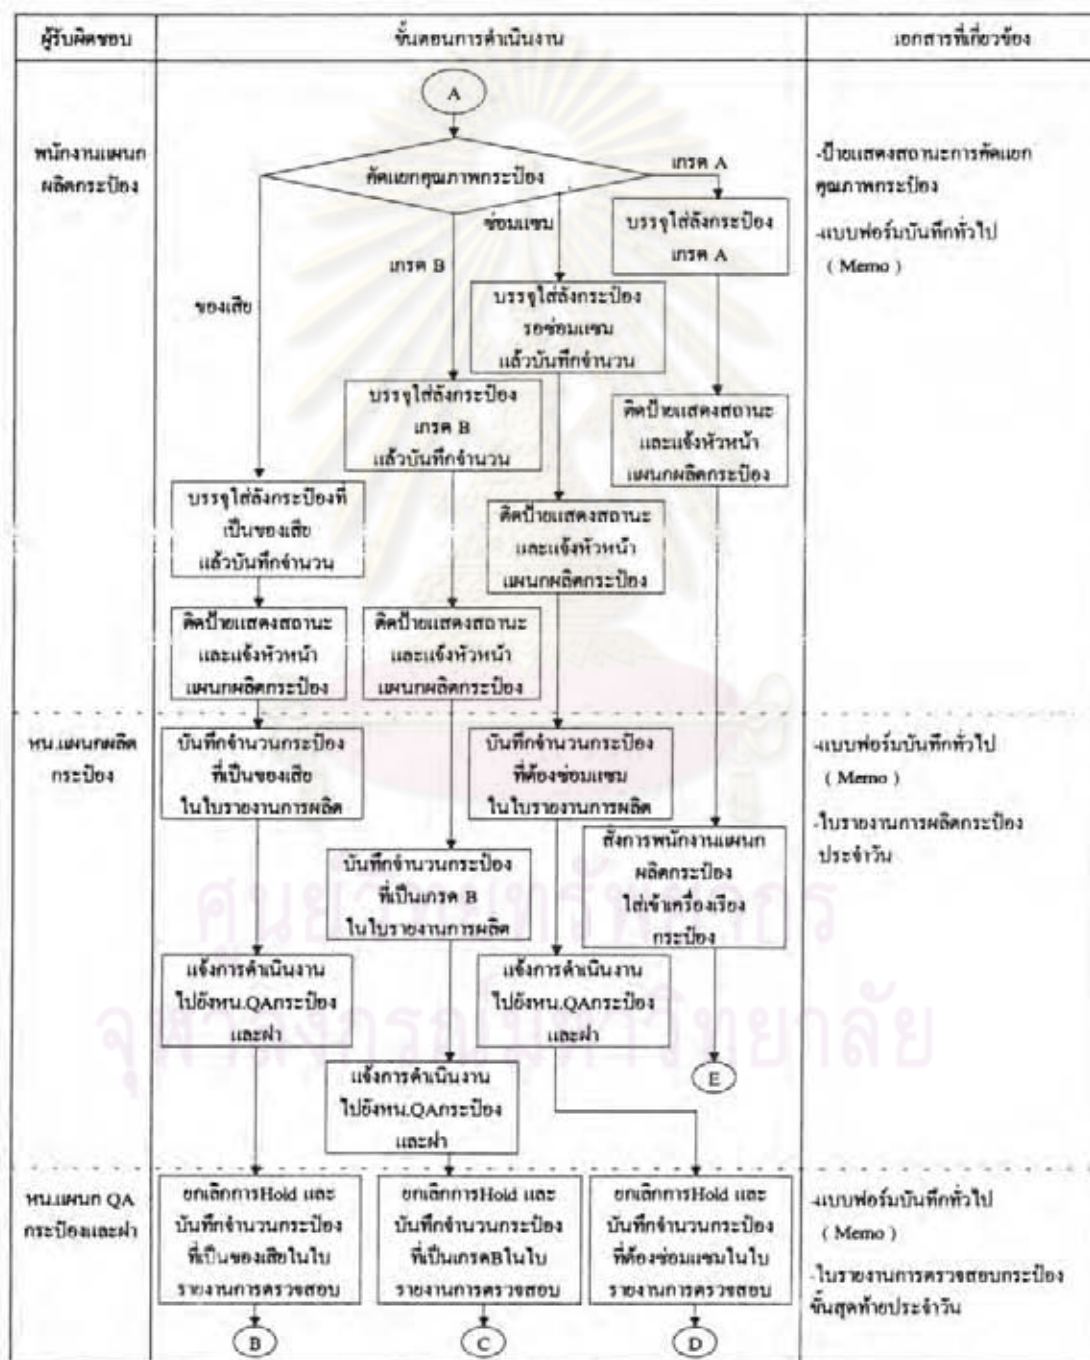 ผู้รับผิดชอบ
ขั้นตอนการดำเนินงาน
เอกสารที่เกี่ยวข้อง
A
พนักงานแผนก
ผลิตกระป๋อง
คัดแยกคุณภาพกระป๋อง
เกรด A
ซ่อมแซม
เกรด B
ของเสีย
-ป้ายแสดงสถานะการคัดแยก
คุณภาพกระป๋อง
-แบบฟอร์มบันทึกทั่วไป
( Memo )
บรรจุใส่ลังกระป๋อง
เกรด A
บรรจุใส่ลังกระป๋อง
รอซ่อมแซม
แล้วบันทึกจำนวน
บรรจุใส่ลังกระป๋อง
เกรด B
แล้วบันทึกจำนวน
ติดป้ายแสดงสถานะ
และแจ้งหัวหน้า
แผนกผลิตกระป๋อง
บรรจุใส่ลังกระป๋องที่
เป็นของเสีย
แล้วบันทึกจำนวน
ติดป้ายแสดงสถานะ
และแจ้งหัวหน้า
แผนกผลิตกระป๋อง
ติดป้ายแสดงสถานะ
และแจ้งหัวหน้า
แผนกผลิตกระป๋อง
ติดป้ายแสดงสถานะ
และแจ้งหัวหน้า
แผนกผลิตกระป๋อง
หน.แผนกผลิต
กระป๋อง
บันทึกจำนวนกระป๋อง
ที่เป็นของเสีย
ในใบรายงานการผลิต
บันทึกจำนวนกระป๋อง
ที่ต้องซ่อมแซม
ในใบรายงานการผลิต
-แบบฟอร์มบันทึกทั่วไป
( Memo )
-ใบรายงานการผลิตกระป๋อง
ประจำวัน
สั่งการพนักงานแผนก
ผลิตกระป๋อง
ใส่เข้าเครื่องเรียง
กระป๋อง
บันทึกจำนวนกระป๋อง
ที่เป็นเกรด B
ในใบรายงานการผลิต
แจ้งการดำเนินงาน
ไปยังหน.QAกระป๋อง
และฝา
แจ้งการดำเนินงาน
ไปยังหน.QAกระป๋อง
และฝา
E
แจ้งการดำเนินงาน
ไปยังหน.QAกระป๋อง
และฝา
ศูนย์วิทยทรัพยากร
จุฬาลงกรณ์มหาวิทยาลัย
หน.แผนก QA
กระป๋องและฝา
ยกเลิกการHold และ
บันทึกจำนวนกระป๋อง
ที่เป็นของเสียในใบ
รายงานการตรวจสอบ
ยกเลิกการHold และ
บันทึกจำนวนกระป๋อง
ที่เป็นเกรดBในใบ
รายงานการตรวจสอบ
ยกเลิกการHold และ
บันทึกจำนวนกระป๋อง
ที่ต้องซ่อมแซมในใบ
รายงานการตรวจสอบ
-แบบฟอร์มบันทึกทั่วไป
( Memo )
-ใบรายงานการตรวจสอบกระป๋อง
ขั้นสุดท้ายประจำวัน
B
C
D